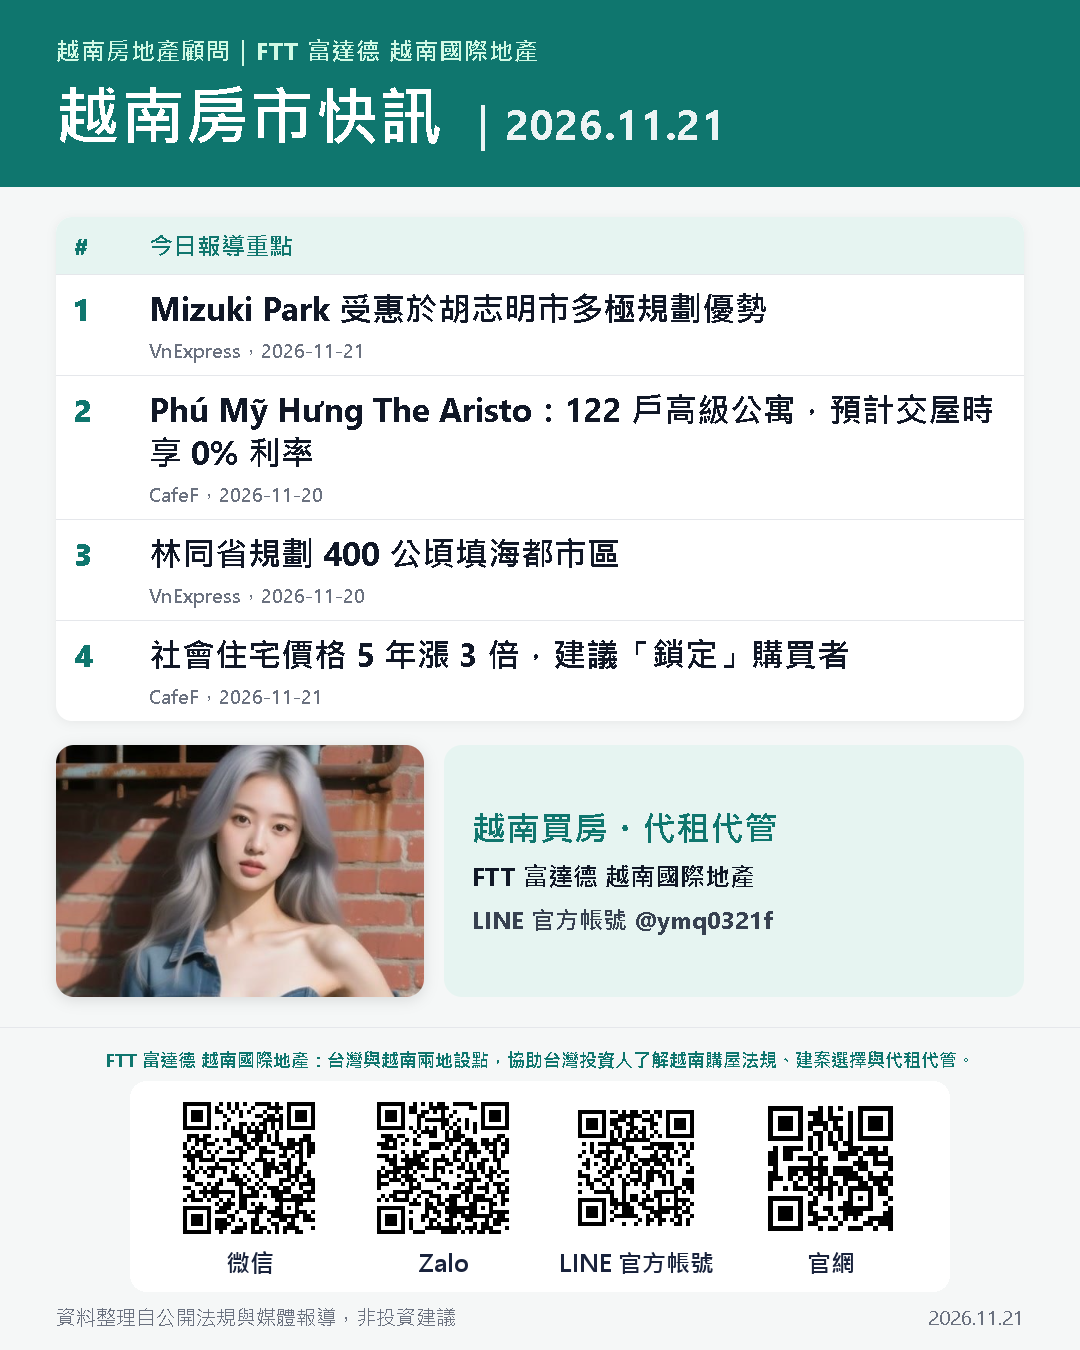 越南房地產顧問｜FTT 富達德 越南國際地產
越南房市快訊 ｜2026.11.21
# 今日報導重點
1 Mizuki Park 受惠於胡志明市多極規劃優勢
VnExpress，2026-11-21
2 Phú Mỹ Hưng The Aristo：122 戶高級公寓，預計交屋時
享 0% 利率
CafeF，2026-11-20
3 林同省規劃 400 公頃填海都市區
VnExpress，2026-11-20
4 社會住宅價格 5 年漲 3 倍，建議「鎖定」購買者
CafeF，2026-11-21
越南買房・代租代管
FTT 富達德 越南國際地產
LINE 官方帳號 @ymq0321f
FTT 富達德 越南國際地產：台灣與越南兩地設點，協助台灣投資人了解越南購屋法規、建案選擇與代租代管。
微信 Zalo LINE 官方帳號 官網
資料整理自公開法規與媒體報導，非投資建議 2026.11.21